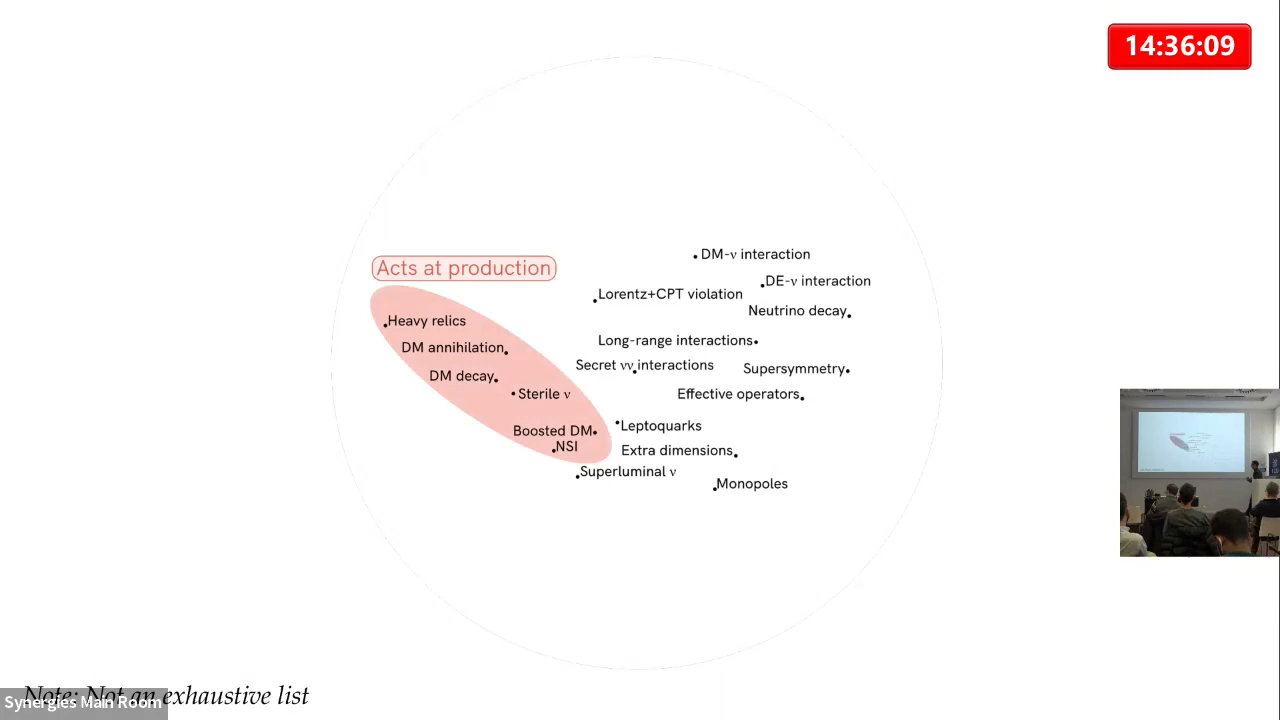 14:36:09
DM-ν interaction
Acts at production
DE-ν interaction
Lorentz+CPT violation
Neutrino decay
Heavy relics
Long-range interactions
DM annihilation
Secret νν interactions
Supersymmetry
DM decay
Sterile ν
Effective operators
Leptoquarks
Boosted DM
NSI
Extra dimensions
Superluminal ν
Monopoles
Note: Not an exhaustive list
Synergies Main Room